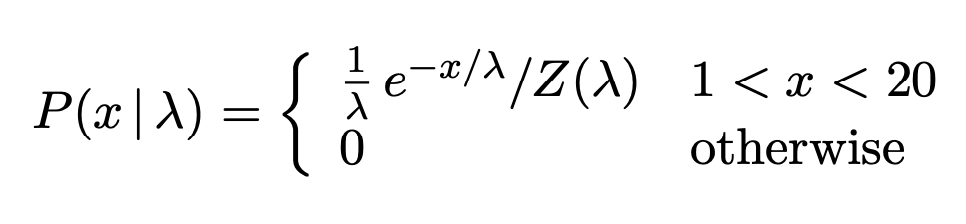 P(x | λ) = { 1/λ e^{−x/λ}/Z(λ) 1 < x < 20
0 otherwise